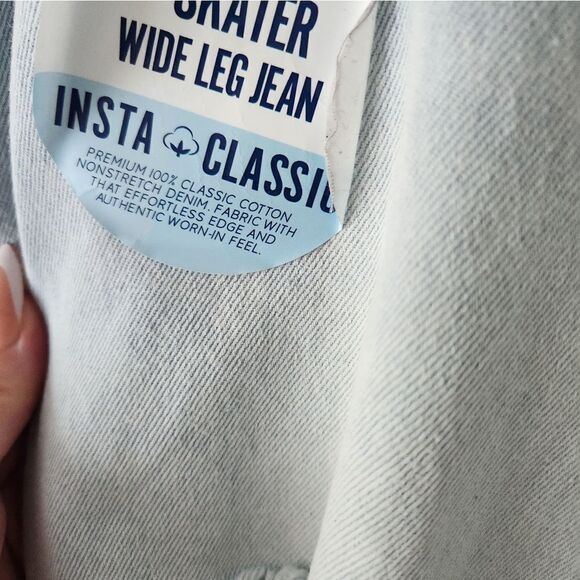 SKATER
WIDE LEG JEAN
INSTA CLASSIC
PREMIUM 100% CLASSIC COTTON
NONSTRETCH DENIM. FABRIC WITH
THAT EFFORTLESS EDGE AND
AUTHENTIC WORN-IN FEEL.